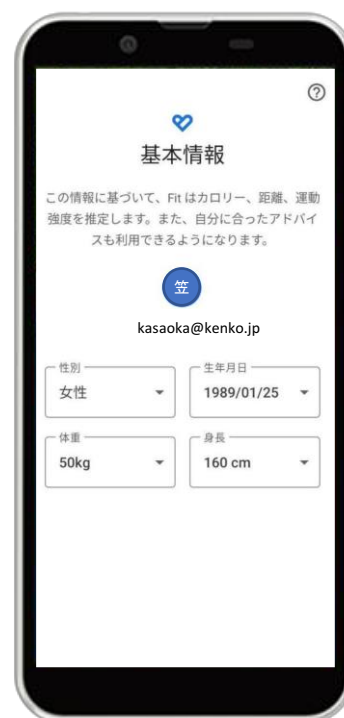 基本情報
この情報に基づいて、Fit はカロリー、距離、運動
強度を推定します。また、自分に合ったアドバイ
スも利用できるようになります。
笠
kasaoka@kenko.jp
性別
女性
生年月日
1989/01/25
体重
50kg
身長
160 cm